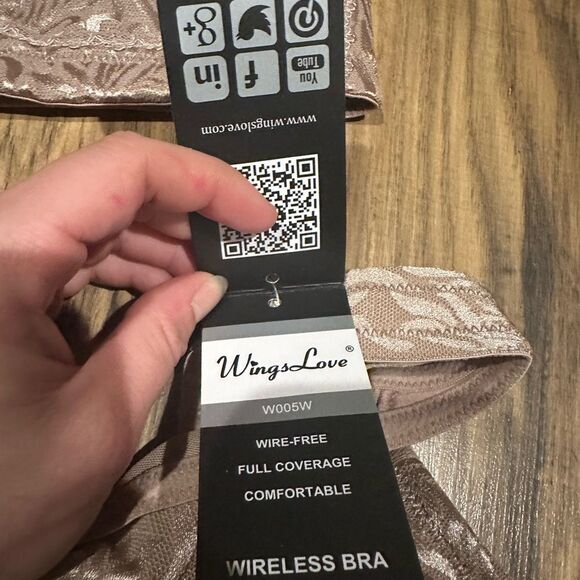 g+
You
Tube
f
in
www.wingslove.com
WingsLove®
W005W
WIRE-FREE
FULL COVERAGE
COMFORTABLE
WIRELESS BRA